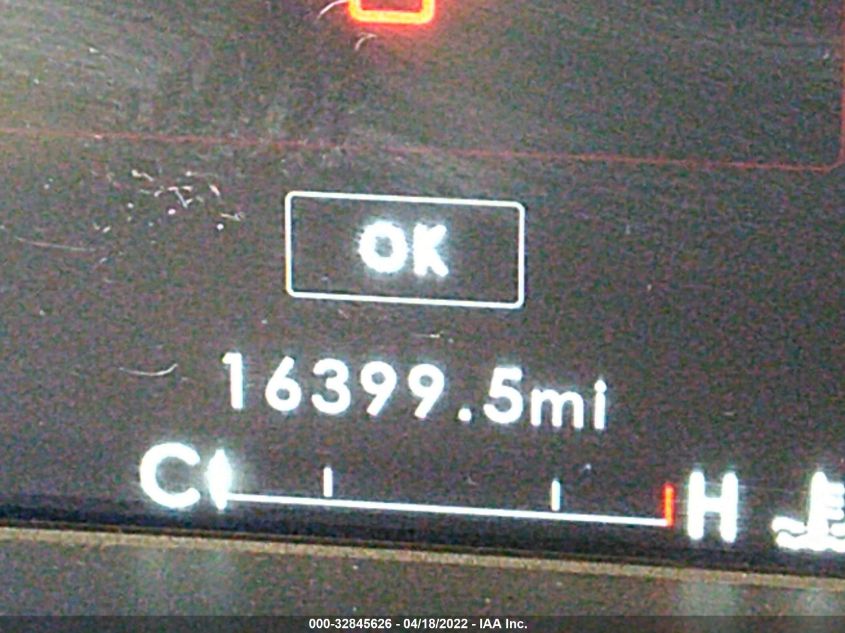 OK
16399.5mi
C H
000-32845626 - 04/18/2022 - IAA Inc.